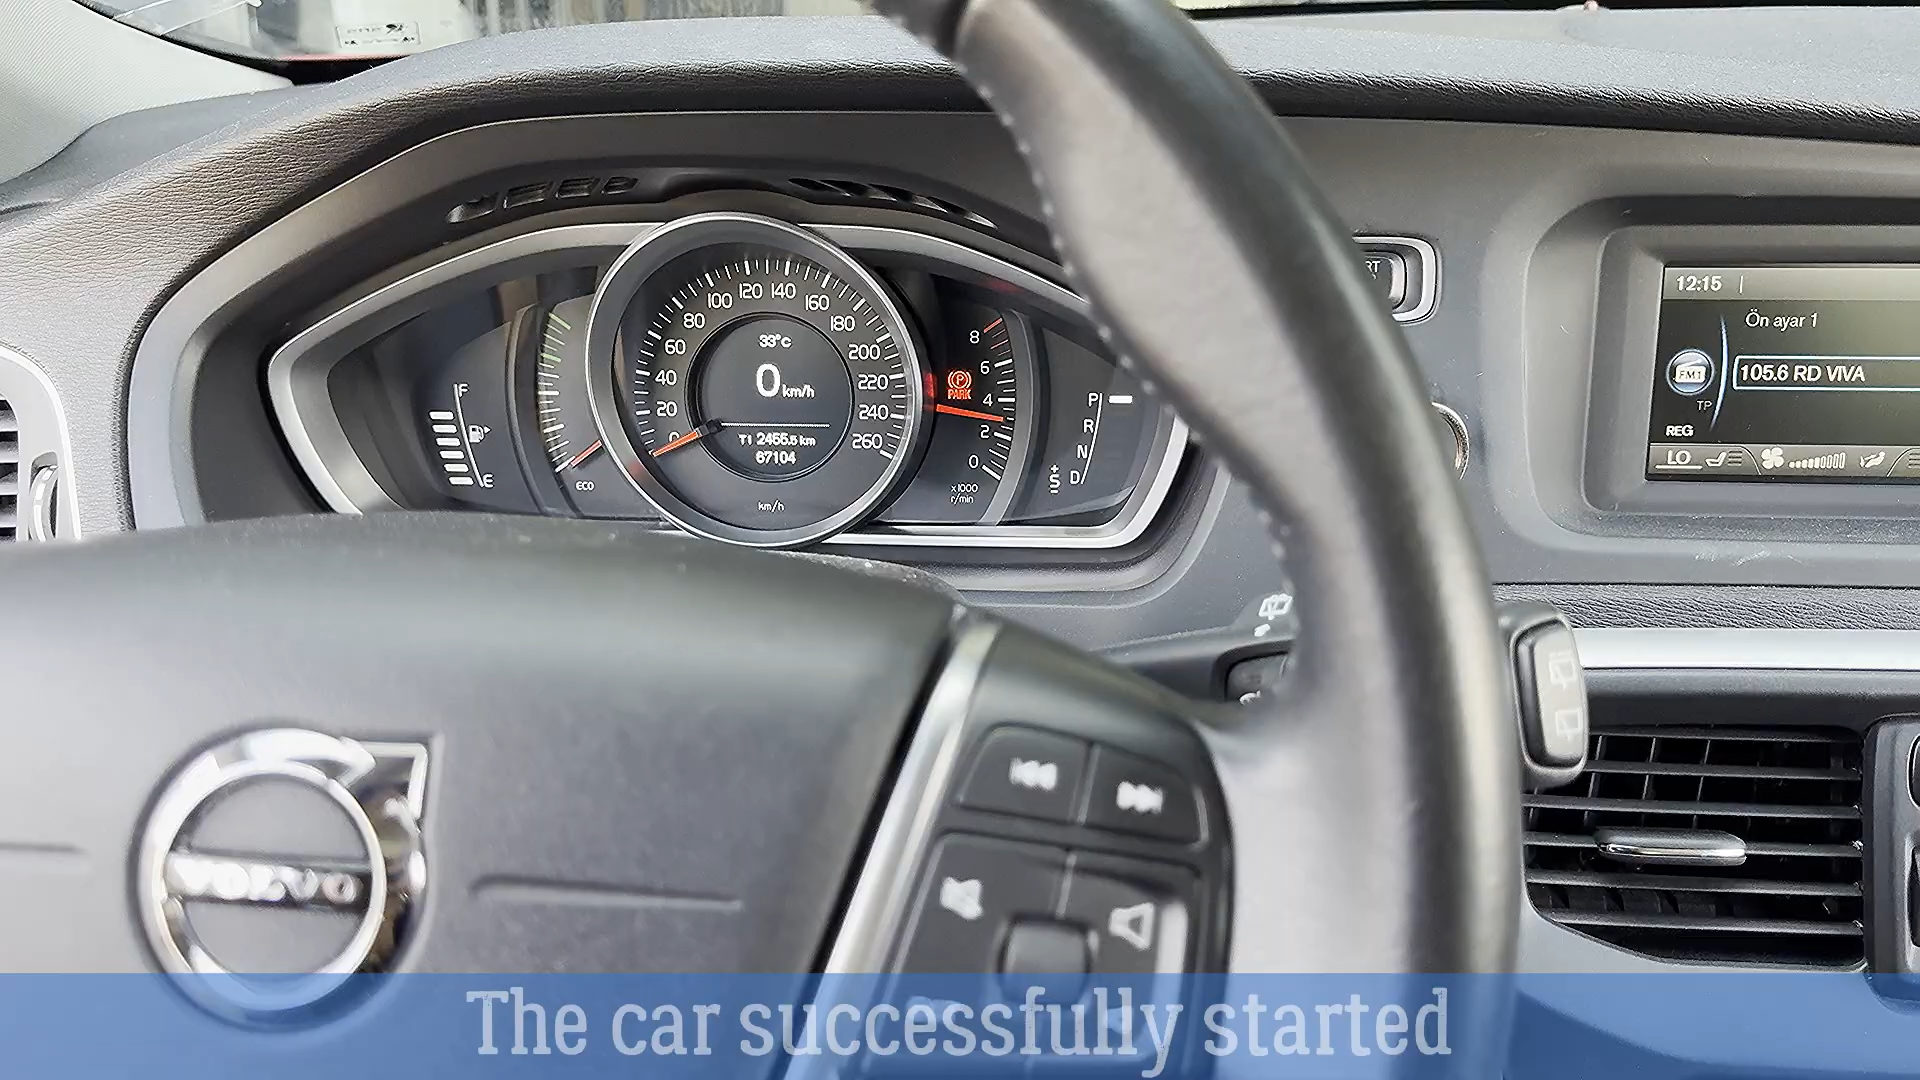 100 120 140 160
80 180
60 200
40 220
20 240
0 260
33°C
0 km/h
T1 2455.5 km
67104
km/h
F
E
ECO
PARK
8
6
4
2
0
x1000
r/min
P
R
N
D
+
S
-
12:15
Ön ayar 1
FM1
105.6 RD VIVA
TP
REG
LO
VOLVO
The car successfully started